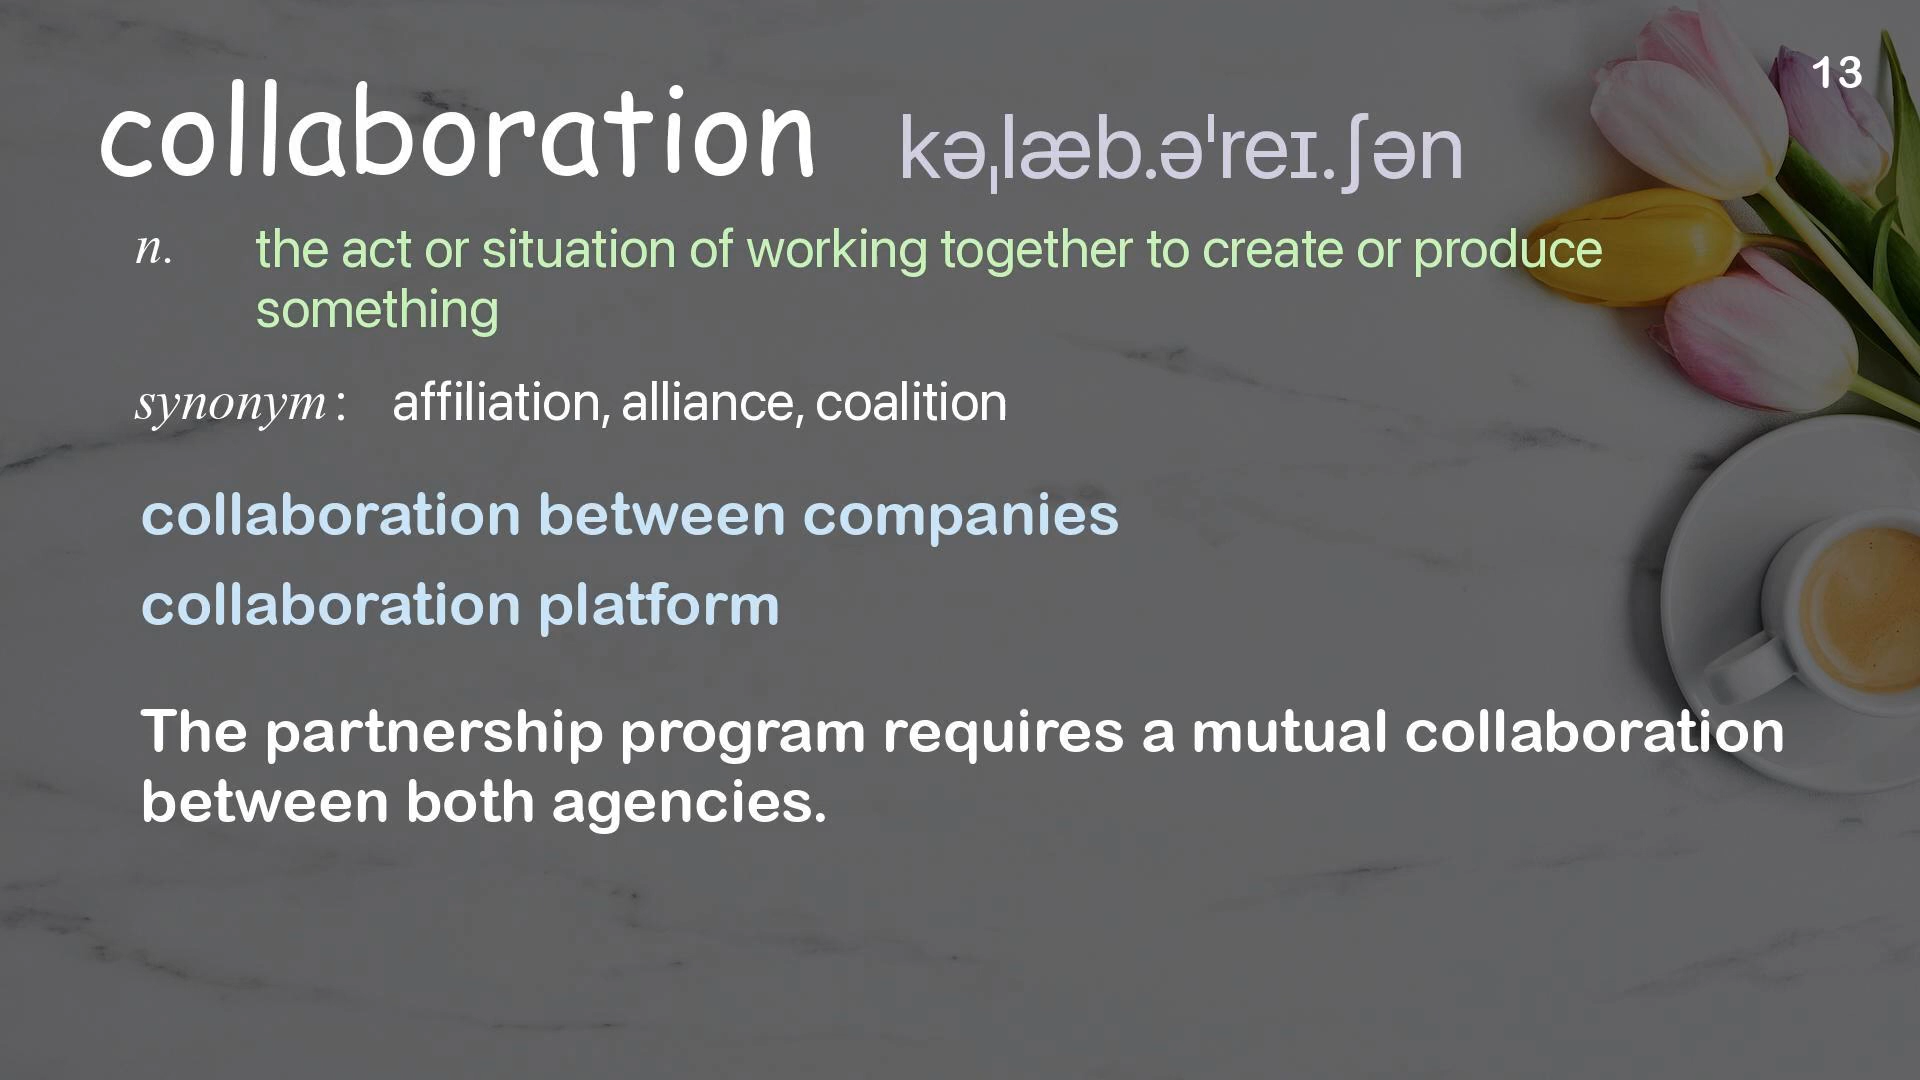 13
collaboration kəˌlæb.əˈreɪ.ʃən
n. the act or situation of working together to create or produce
something
synonym: affiliation, alliance, coalition
collaboration between companies
collaboration platform
The partnership program requires a mutual collaboration
between both agencies.